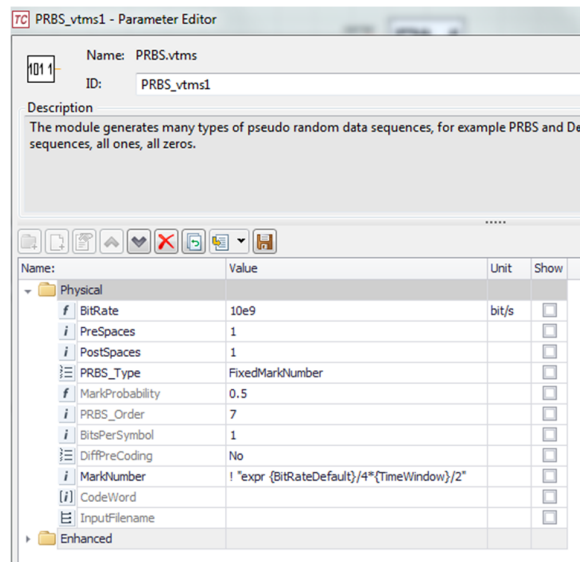 TC PRBS_vtms1 - Parameter Editor
101 1
Name: PRBS.vtms
ID: PRBS_vtms1
Description
The module generates many types of pseudo random data sequences, for example PRBS and De
sequences, all ones, all zeros.
Name: Value Unit Show
Physical
f BitRate 10e9 bit/s
i PreSpaces 1
i PostSpaces 1
PRBS_Type FixedMarkNumber
f MarkProbability 0.5
i PRBS_Order 7
i BitsPerSymbol 1
DiffPreCoding No
i MarkNumber ! "expr {BitRateDefault}/4*{TimeWindow}/2"
[i] CodeWord
InputFilename
Enhanced